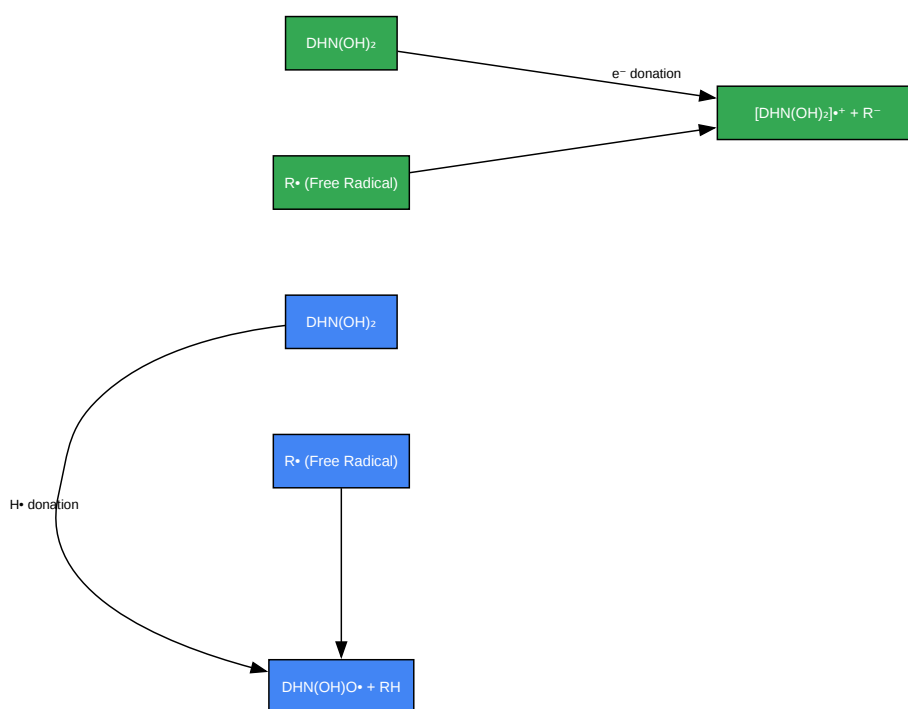 DHN(OH)₂
e⁻ donation
[DHN(OH)₂]•⁺ + R⁻
R• (Free Radical)
DHN(OH)₂
R• (Free Radical)
H• donation
DHN(OH)O• + RH